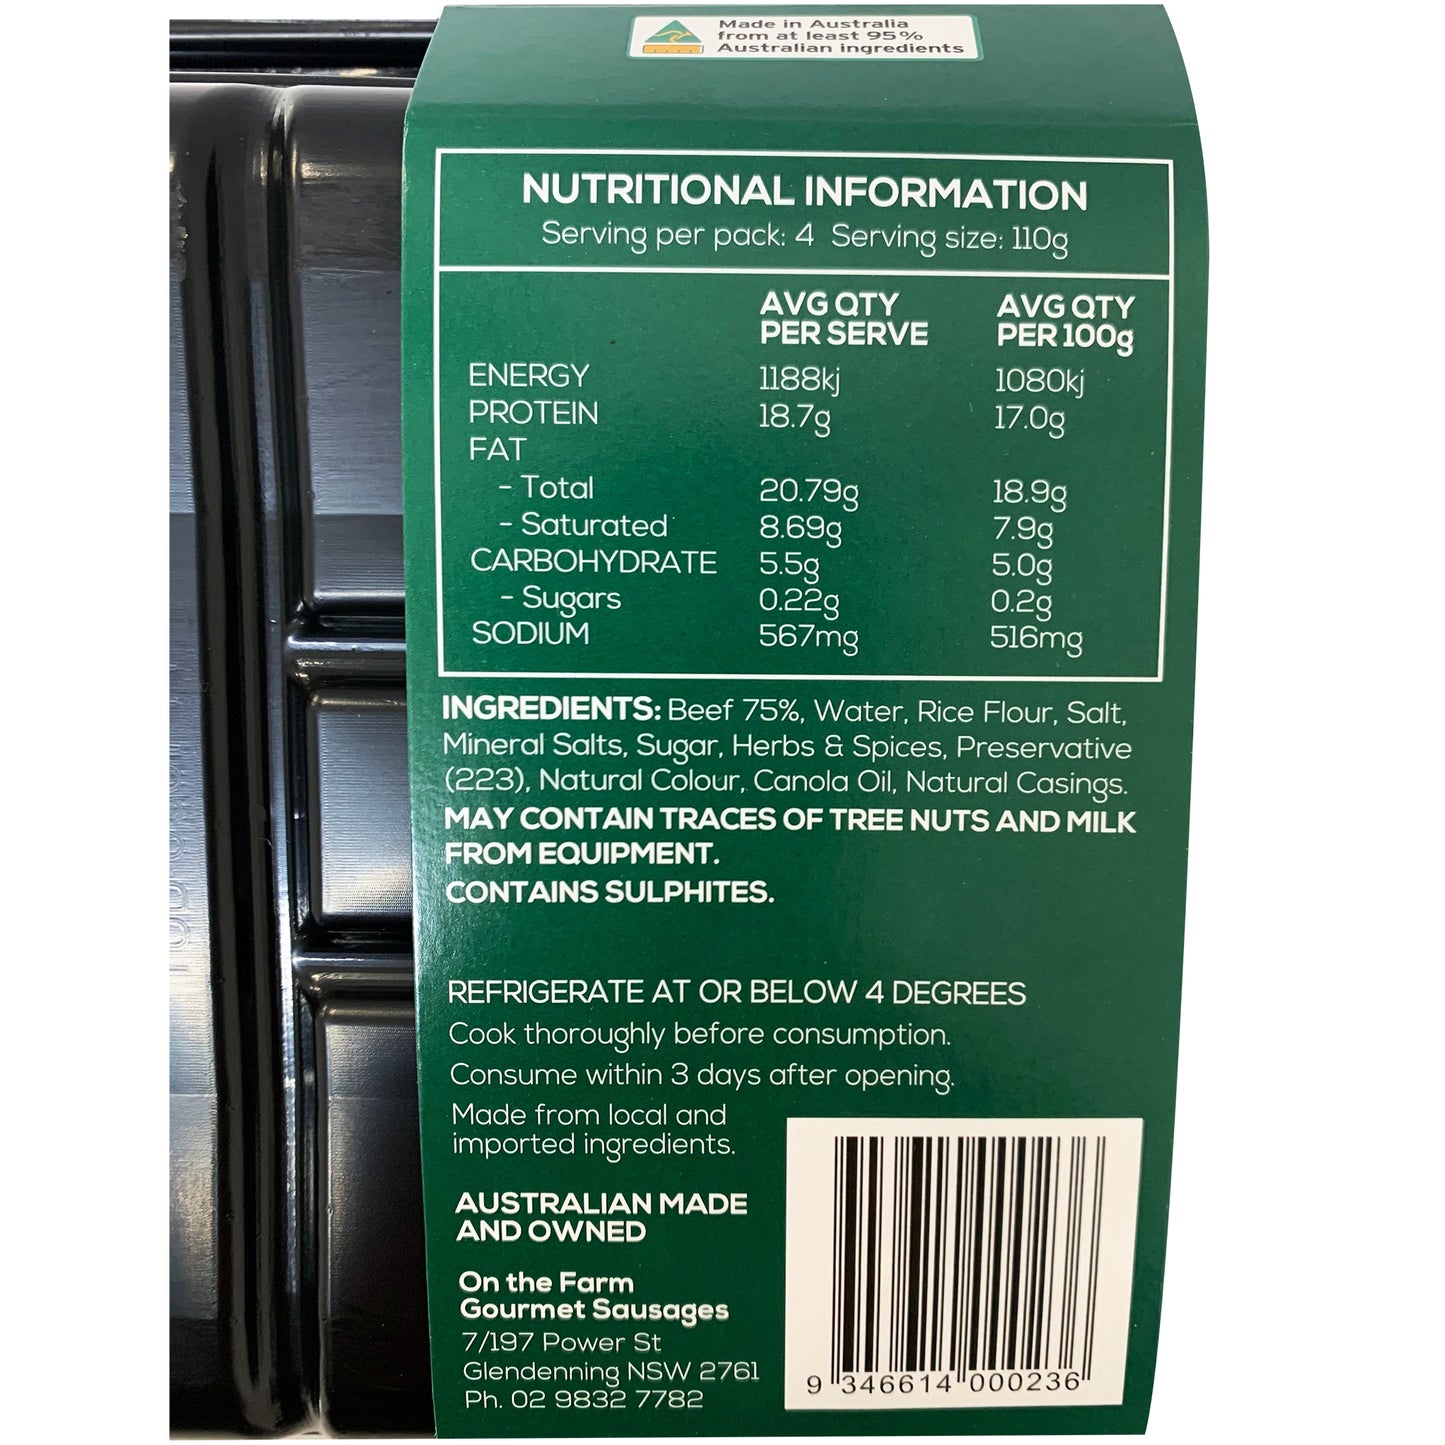 Made in Australia
from at least 95%
Australian ingredients
NUTRITIONAL INFORMATION
Serving per pack: 4 Serving size: 110g
AVG QTY PER SERVE AVG QTY PER 100g
ENERGY 1188kj 1080kj
PROTEIN 18.7g 17.0g
FAT
- Total 20.79g 18.9g
- Saturated 8.69g 7.9g
CARBOHYDRATE 5.5g 5.0g
- Sugars 0.22g 0.2g
SODIUM 567mg 516mg
INGREDIENTS: Beef 75%, Water, Rice Flour, Salt,
Mineral Salts, Sugar, Herbs & Spices, Preservative
(223), Natural Colour, Canola Oil, Natural Casings.
MAY CONTAIN TRACES OF TREE NUTS AND MILK
FROM EQUIPMENT.
CONTAINS SULPHITES.
REFRIGERATE AT OR BELOW 4 DEGREES
Cook thoroughly before consumption.
Consume within 3 days after opening.
Made from local and
imported ingredients.
AUSTRALIAN MADE
AND OWNED
On the Farm
Gourmet Sausages
7/197 Power St
Glendenning NSW 2761
Ph. 02 9832 7782
9 346614 000236